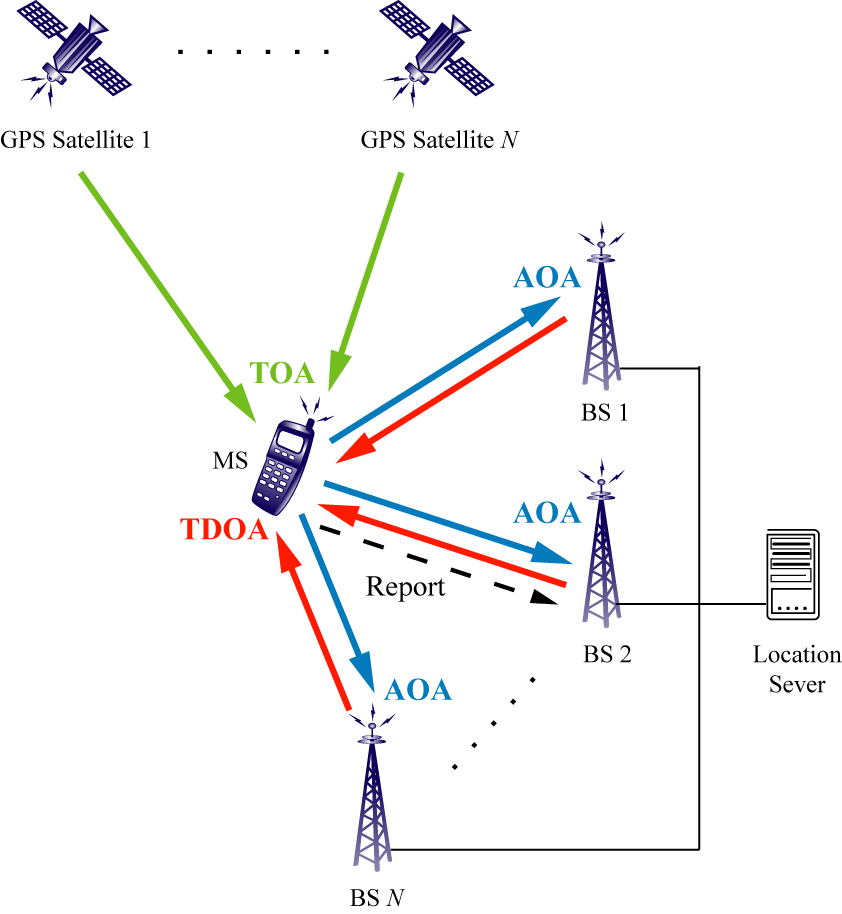 GPS Satellite 1
GPS Satellite N
AOA
TOA
BS 1
MS
AOA
TDOA
Report
BS 2
Location
Sever
AOA
BS N